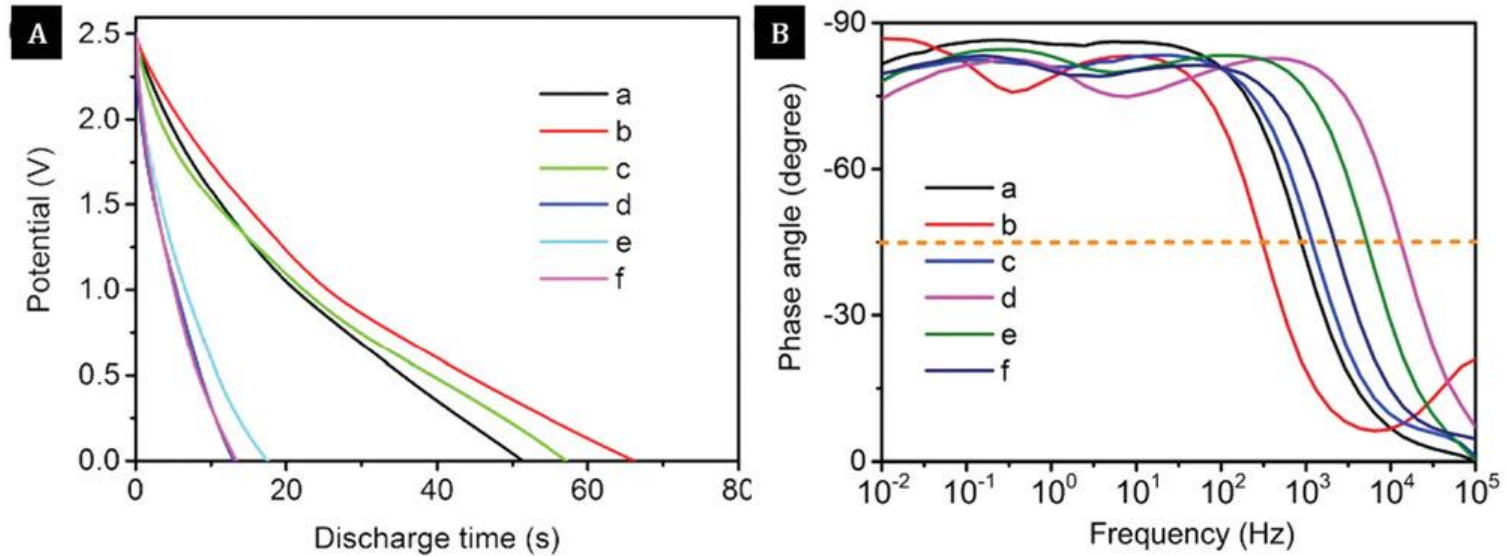 A
2.5
2.0
1.5
1.0
0.5
0.0
Potential (V)
a
b
c
d
e
f
0
20
40
60
80
Discharge time (s)
B
-90
-60
-30
0
Phase angle (degree)
a
b
c
d
e
f
10⁻²
10⁻¹
10⁰
10¹
10²
10³
10⁴
10⁵
Frequency (Hz)